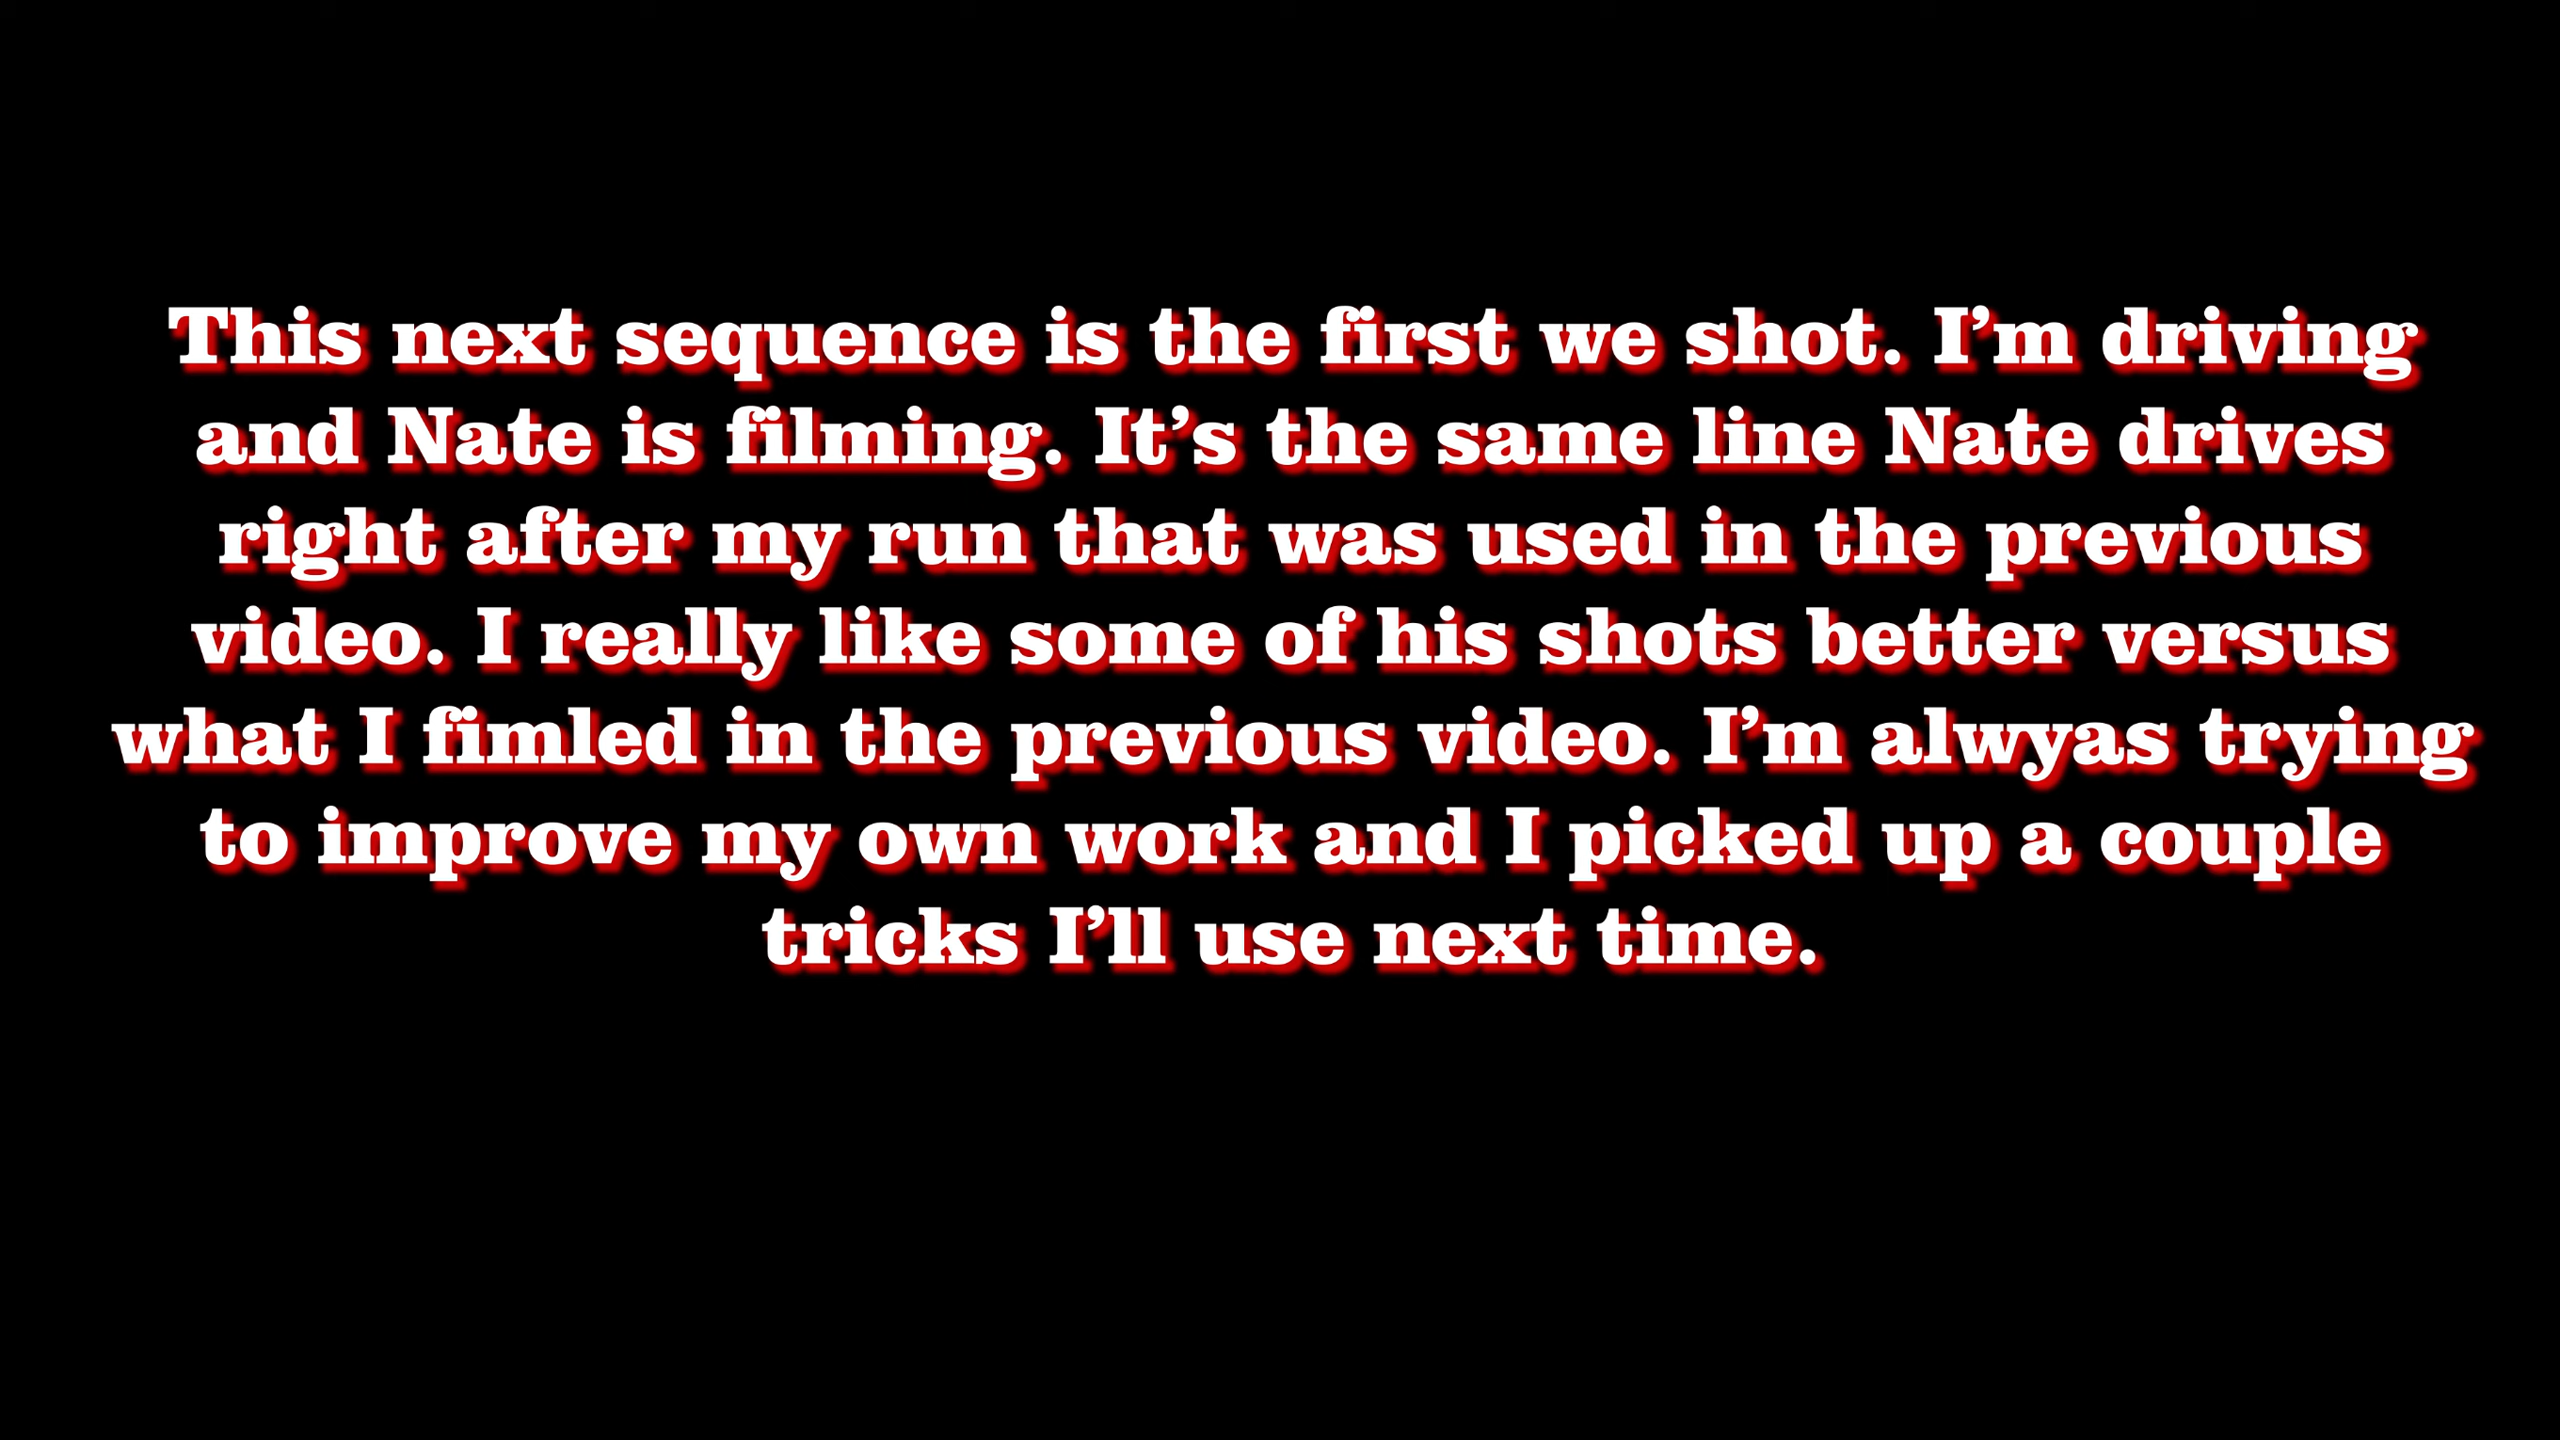 This next sequence is the first we shot. I’m driving
and Nate is filming. It’s the same line Nate drives
right after my run that was used in the previous
video. I really like some of his shots better versus
what I fimled in the previous video. I’m alwyas trying
to improve my own work and I picked up a couple
tricks I’ll use next time.